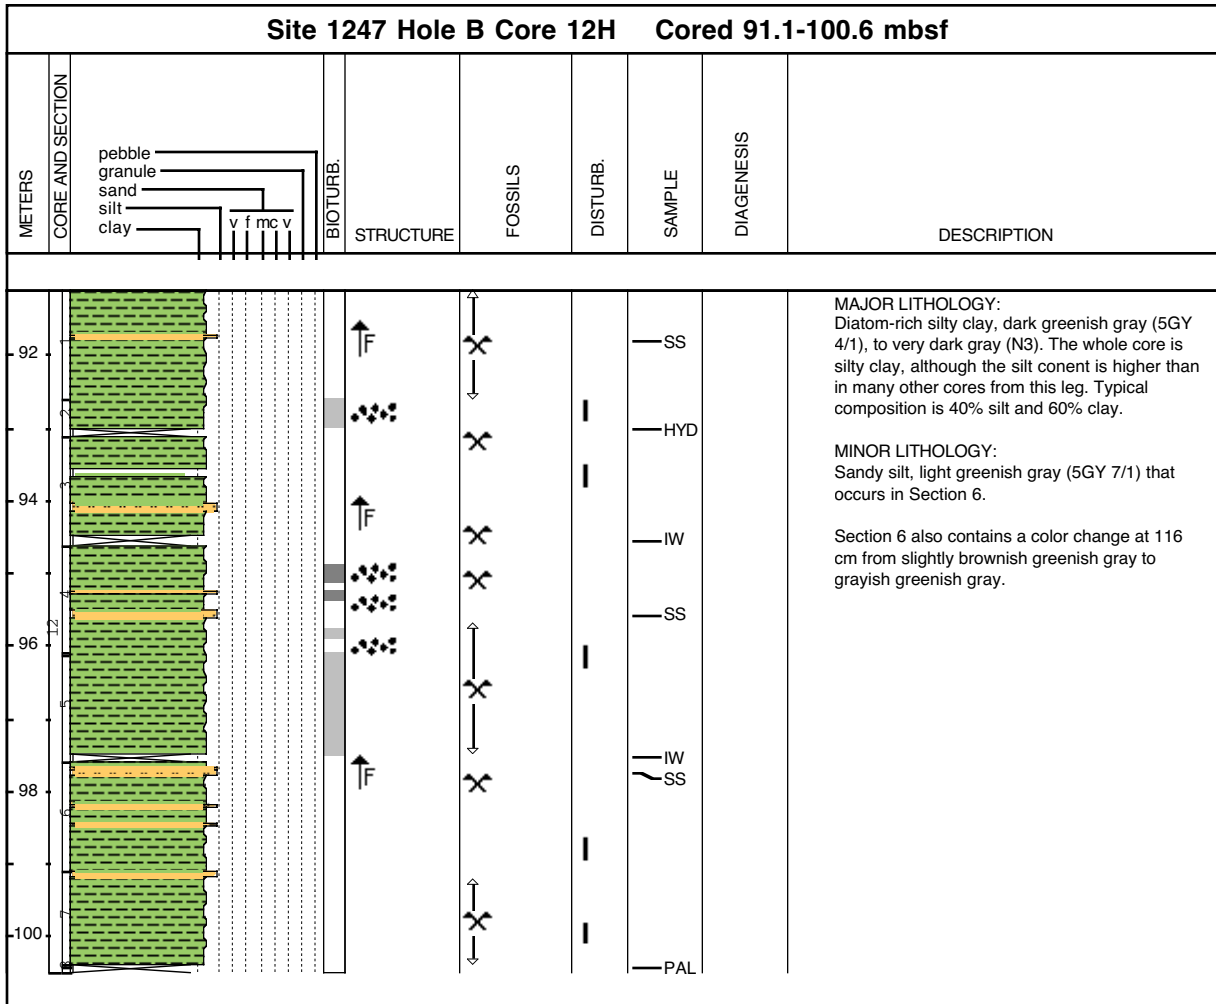 Site 1247 Hole B Core 12H Cored 91.1-100.6 mbsf
METERS
CORE AND SECTION
pebble
granule
sand
silt
clay
v f mc v
BIOTURB.
STRUCTURE
FOSSILS
DISTURB.
SAMPLE
DIAGENESIS
DESCRIPTION
92
94
96
98
100
12
1
2
3
4
5
6
7
8
F
F
F
SS
HYD
IW
SS
IW
SS
PAL
MAJOR LITHOLOGY:
Diatom-rich silty clay, dark greenish gray (5GY
4/1), to very dark gray (N3). The whole core is
silty clay, although the silt conent is higher than
in many other cores from this leg. Typical
composition is 40% silt and 60% clay.
MINOR LITHOLOGY:
Sandy silt, light greenish gray (5GY 7/1) that
occurs in Section 6.
Section 6 also contains a color change at 116
cm from slightly brownish greenish gray to
grayish greenish gray.